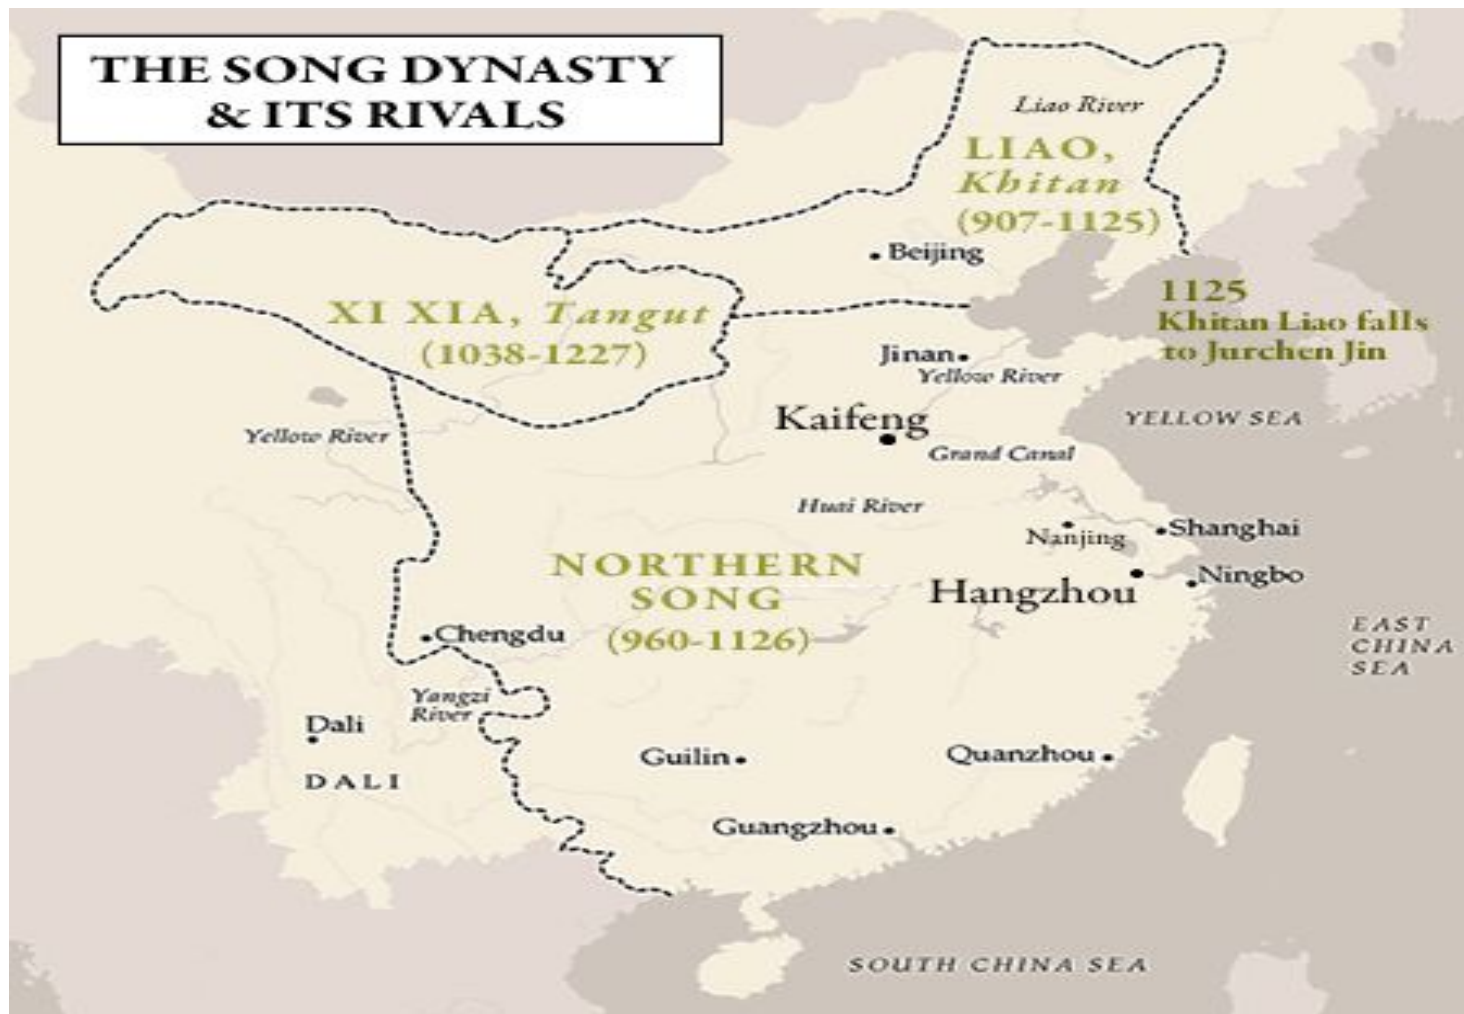 THE SONG DYNASTY
& ITS RIVALS
Liao River
LIAO,
Khitan
(907-1125)
Beijing
1125
Khitan Liao falls
to Jurchen Jin
XI XIA, Tangut
(1038-1227)
Jinan
Yellow River
Kaifeng
YELLOW SEA
Yellow River
Grand Canal
Huai River
Nanjing
Shanghai
NORTHERN
SONG
(960-1126)
Hangzhou
Ningbo
Chengdu
EAST
CHINA
SEA
Yangzi
River
Dali
DALI
Guilin
Quanzhou
Guangzhou
SOUTH CHINA SEA